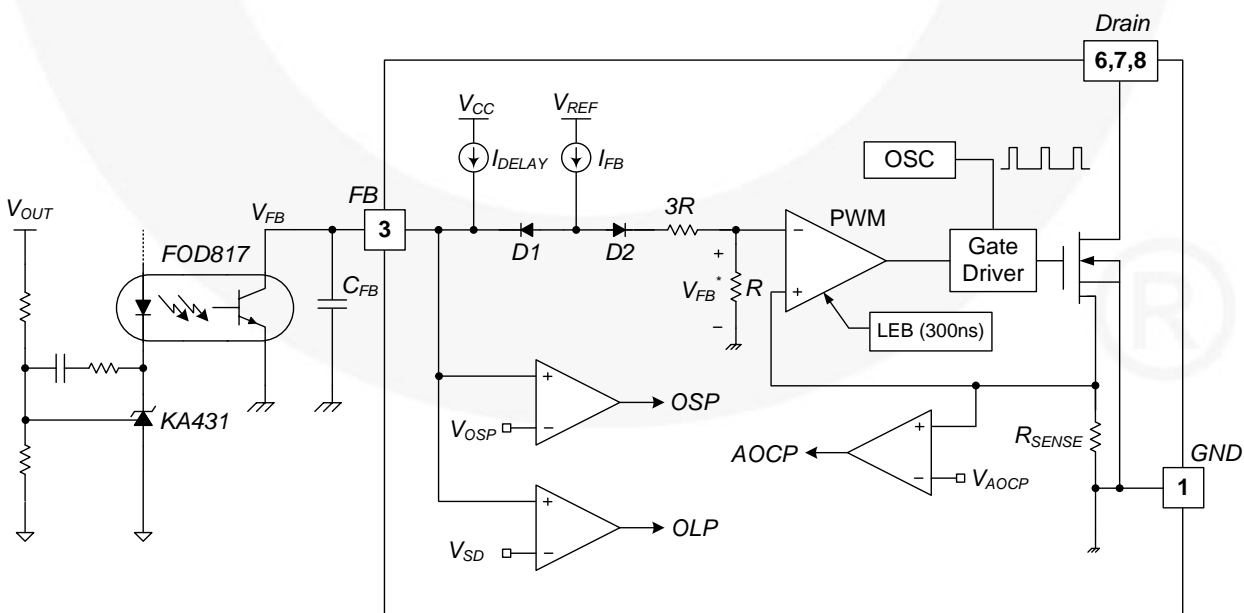 Drain
6,7,8
VCC
VREF
OSC
IDELAY
IFB
FB
3R
PWM
VOUT
VFB
3
Gate
Driver
FOD817
D1
D2
+
−
CFB
VFB*
R
+
−
LEB (300ns)
KA431
+
OSP
VOSP
−
RSENSE
GND
AOCP
+
−
VAOCP
1
+
OLP
VSD
−
®